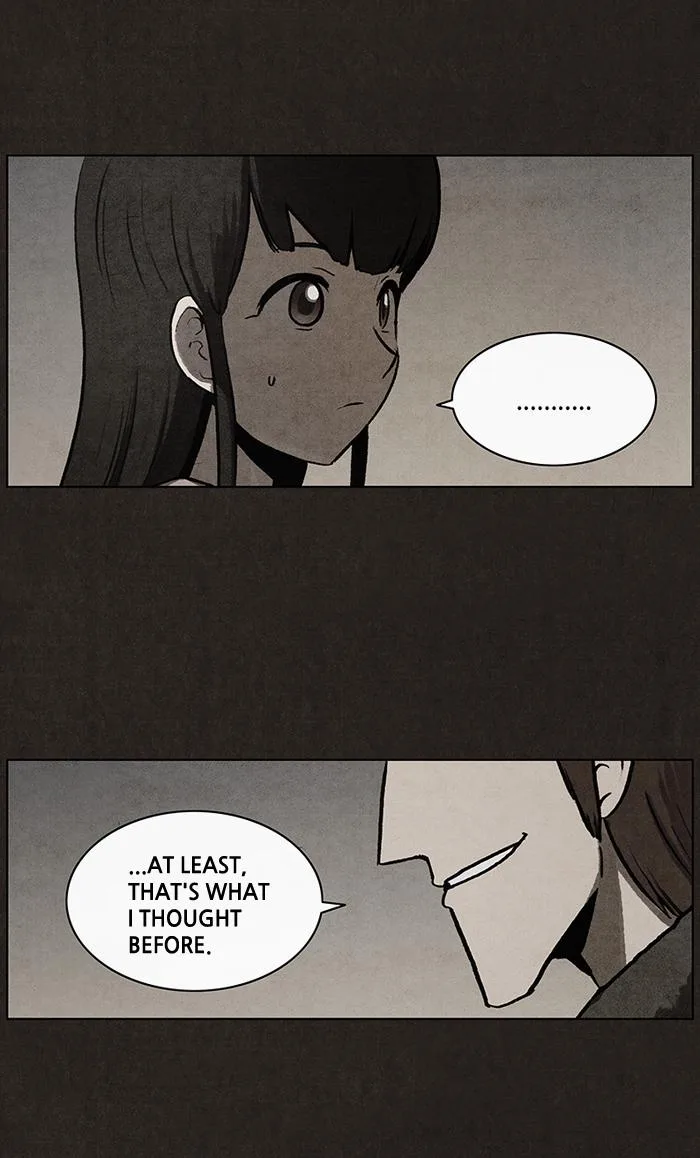 ...........
...AT LEAST,
THAT'S WHAT
I THOUGHT
BEFORE.